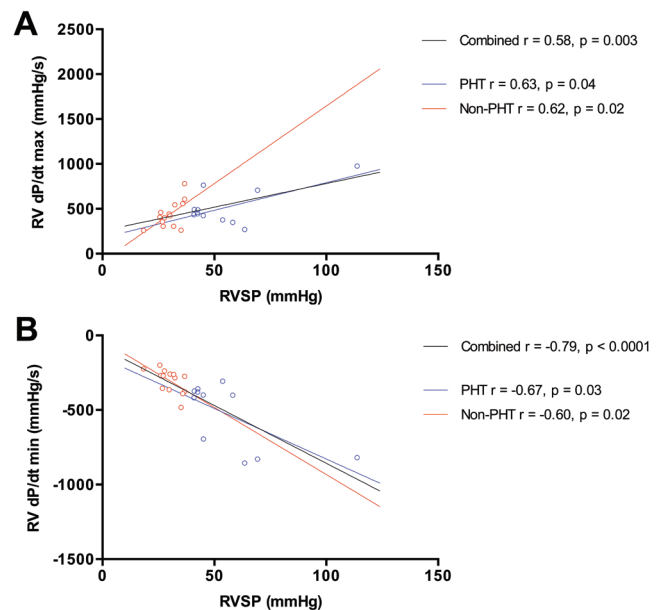 A
RV dP/dt max (mmHg/s)
2500
2000
1500
1000
500
0
0 50 100 150
RVSP (mmHg)
Combined r = 0.58, p = 0.003
PHT r = 0.63, p = 0.04
Non-PHT r = 0.62, p = 0.02
B
RV dP/dt min (mmHg/s)
0
-500
-1000
-1500
0 50 100 150
RVSP (mmHg)
Combined r = -0.79, p < 0.0001
PHT r = -0.67, p = 0.03
Non-PHT r = -0.60, p = 0.02